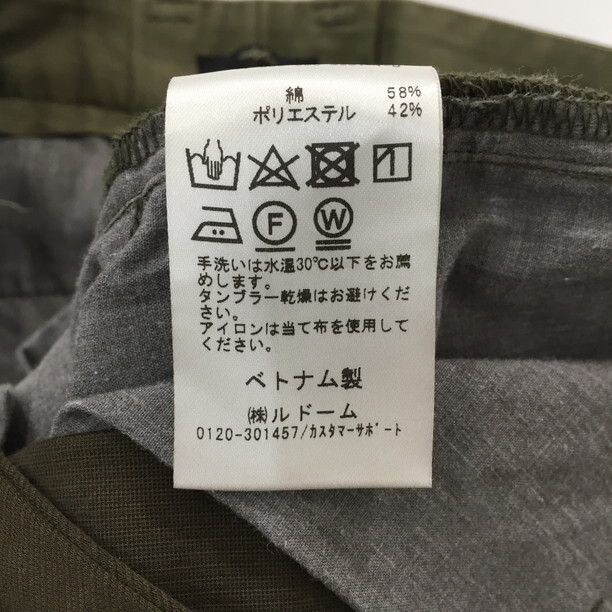 綿 58%
ポリエステル 42%
F W
手洗いは水温30℃以下をお薦
めします。
タンブラー乾燥はお避けくだ
さい。
アイロンは当て布を使用して
ください。
ベトナム製
㈱ルドーム
0120-301457/カスタマーサポート